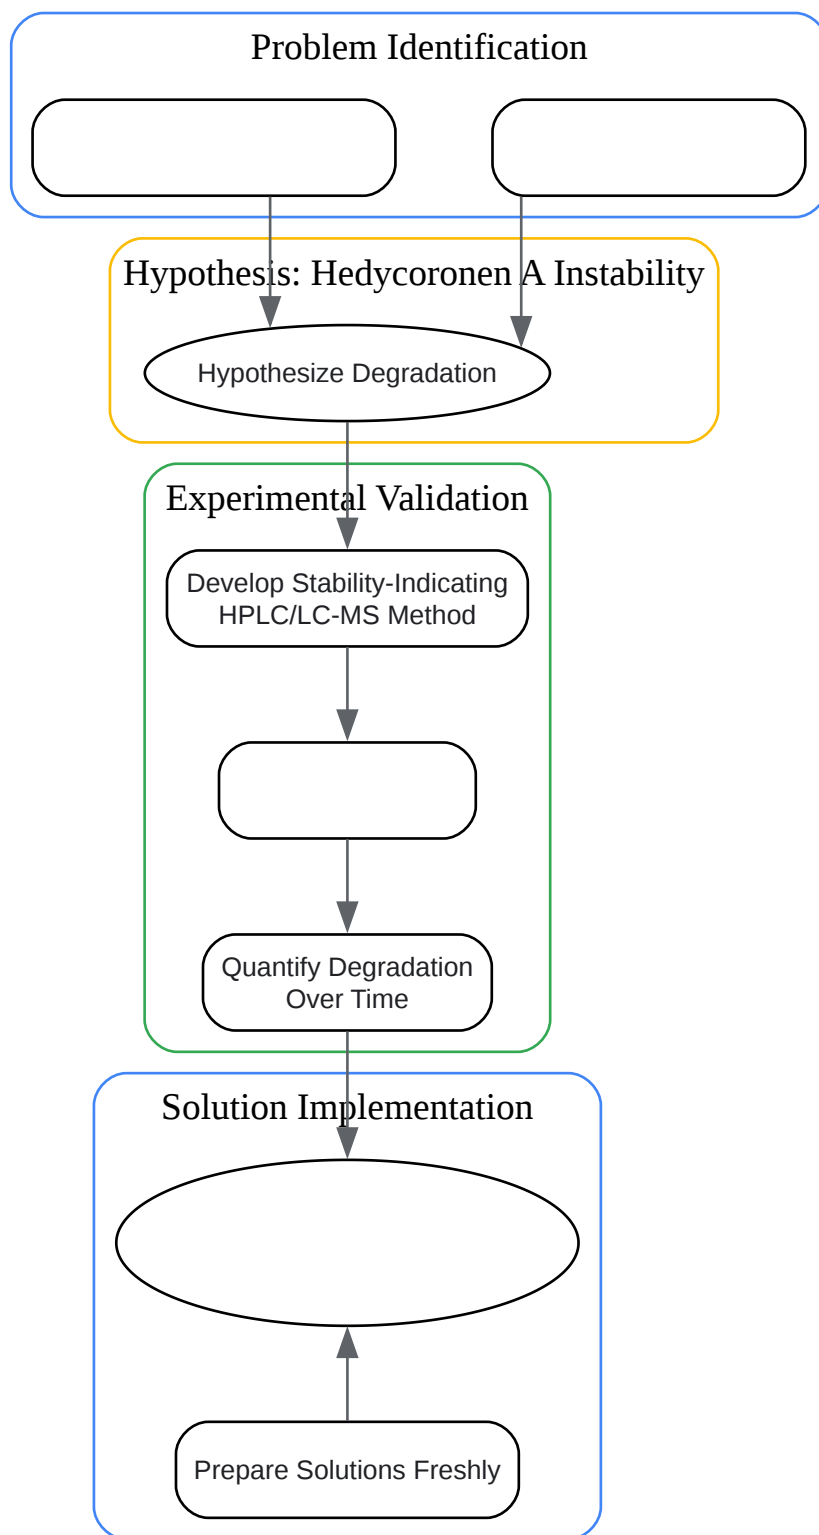 Problem Identification
Hypothesis: Hedycoronen A Instability
Hypothesize Degradation
Experimental Validation
Develop Stability-Indicating
HPLC/LC-MS Method
Quantify Degradation
Over Time
Solution Implementation
Prepare Solutions Freshly